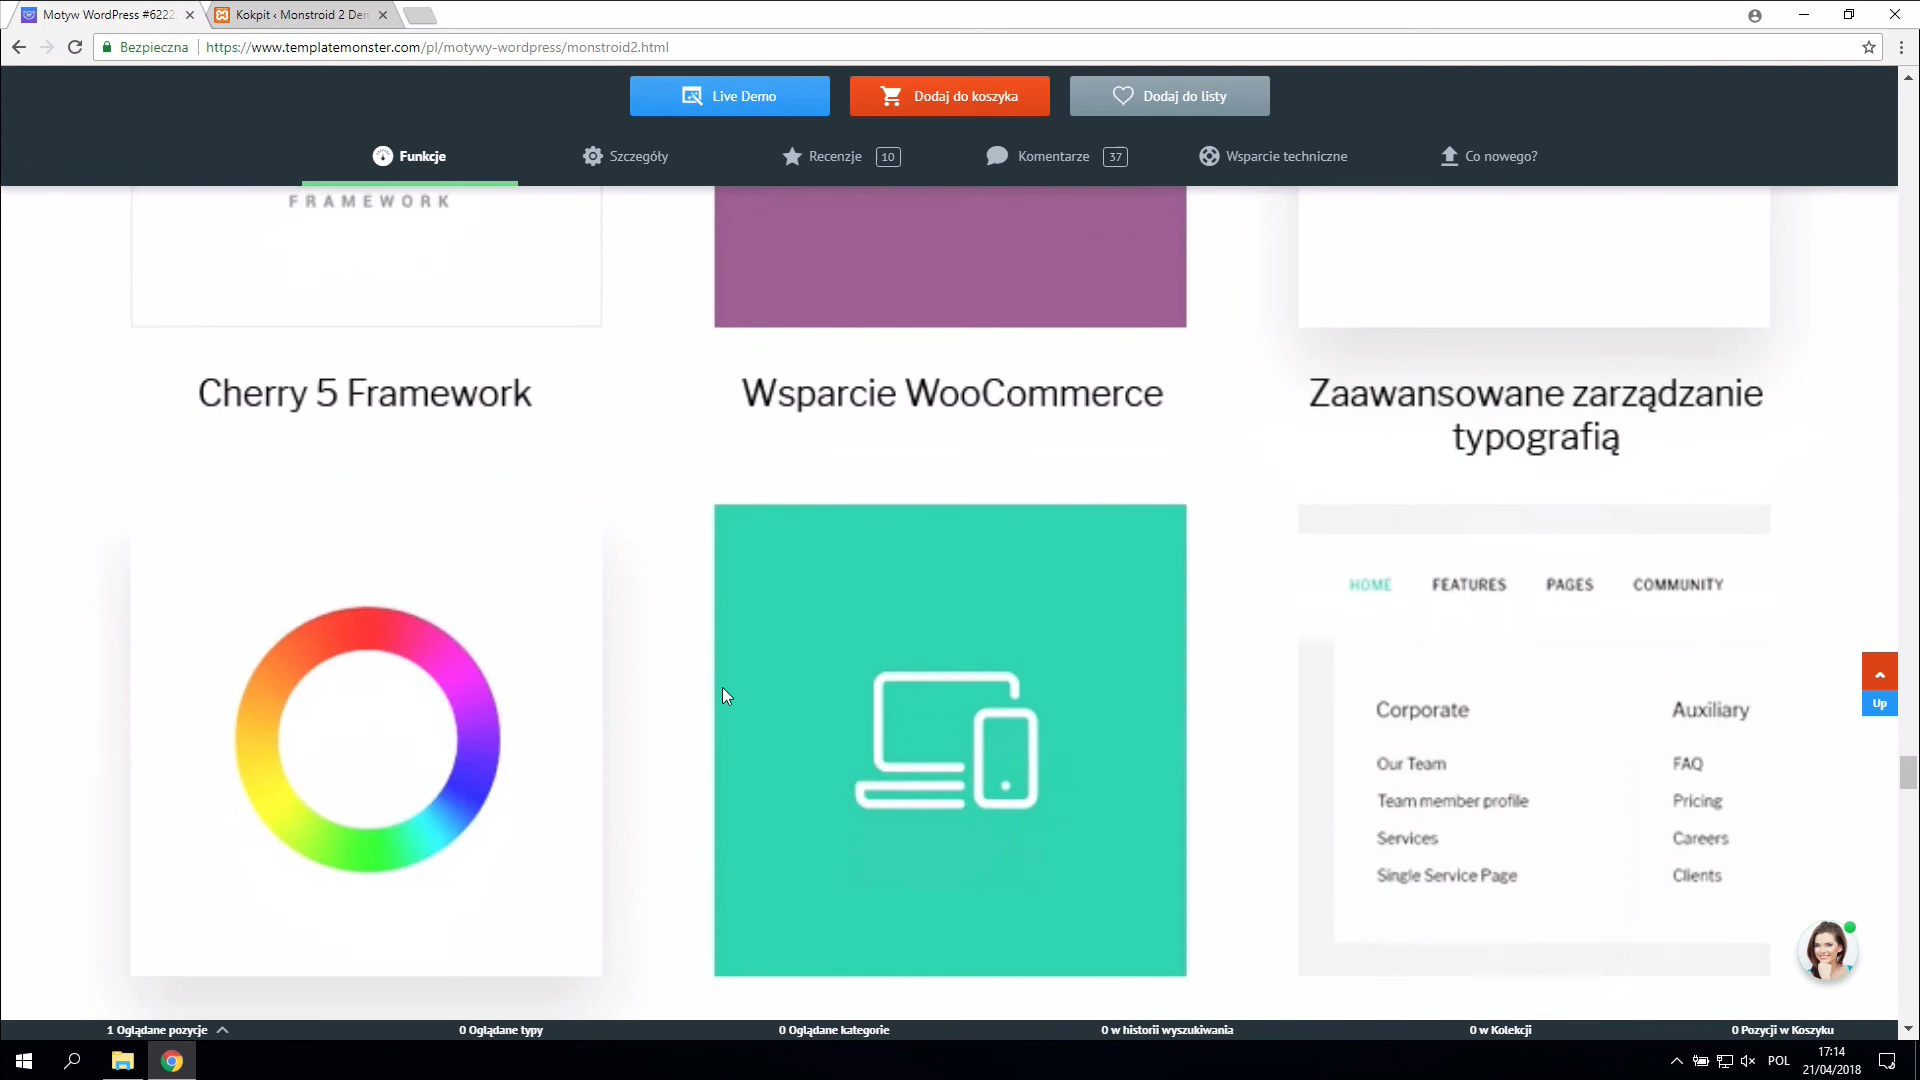 Motyw WordPress #6222
Kokpit ‹ Monstroid 2 Den
Bezpieczna
https://www.templatemonster.com/pl/motywy-wordpress/monstroid2.html
Live Demo
Dodaj do koszyka
Dodaj do listy
Funkcje
Szczegóły
Recenzje 10
Komentarze 37
Wsparcie techniczne
Co nowego?
FRAMEWORK
Cherry 5 Framework
Wsparcie WooCommerce
Zaawansowane zarządzanie
typografią
HOME FEATURES PAGES COMMUNITY
Corporate Auxiliary
Our Team FAQ
Team member profile Pricing
Services Careers
Single Service Page Clients
Up
1 Oglądane pozycje
0 Oglądane typy
0 Oglądane kategorie
0 w historii wyszukiwania
0 w Kolekcji
0 Pozycji w Koszyku
POL
17:14
21/04/2018